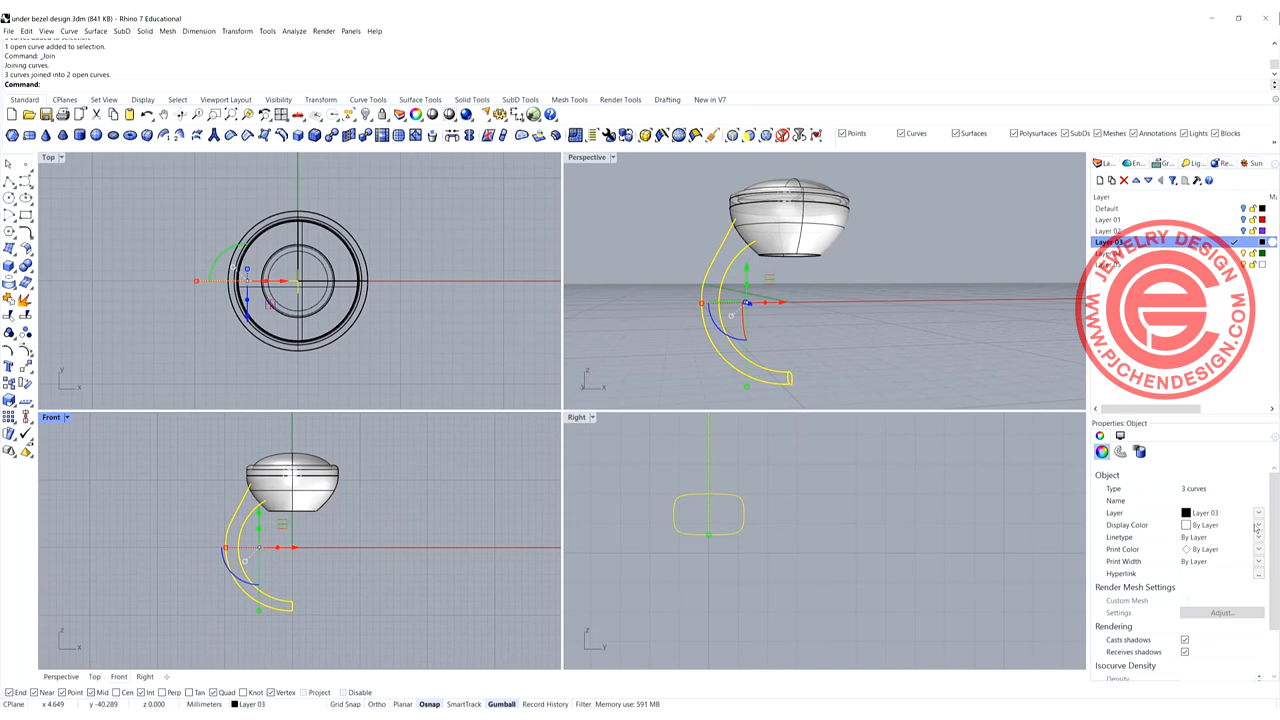 under bezel design.3dm (841 KB) - Rhino 7 Educational
File Edit View Curve Surface SubD Solid Mesh Dimension Transform Tools Analyze Render Panels Help
1 open curve added to selection.
Command: _Join
Joining curves.
3 curves joined into 2 open curves.
Command:
Standard CPlanes Set View Display Select Viewport Layout Visibility Transform Curve Tools Surface Tools Solid Tools SubD Tools Mesh Tools Render Tools Drafting New in V7
Points Curves Surfaces Polysurfaces SubDs Meshes Annotations Lights Blocks
Top
Perspective
La... En... Gr... Lig... Re... Sun
Layer
Default
Layer 01
Layer 02
Layer 03
JEWELRY DESIGN
WWW.PJCHENDESIGN.COM
y
x
z
x
Front
Right
z
x
z
y
Properties: Object
Object
Type 3 curves
Name
Layer Layer 03
Display Color By Layer
Linetype By Layer
Print Color By Layer
Print Width By Layer
Hyperlink ...
Render Mesh Settings
Custom Mesh
Settings Adjust...
Rendering
Casts shadows
Receives shadows
Isocurve Density
Density
Perspective Top Front Right
End Near Point Mid Cen Int Perp Tan Quad Knot Vertex Project Disable
CPlane x 4.649 y -40.289 z 0.000 Millimeters Layer 03 Grid Snap Ortho Planar Osnap SmartTrack Gumball Record History Filter Memory use: 591 MB